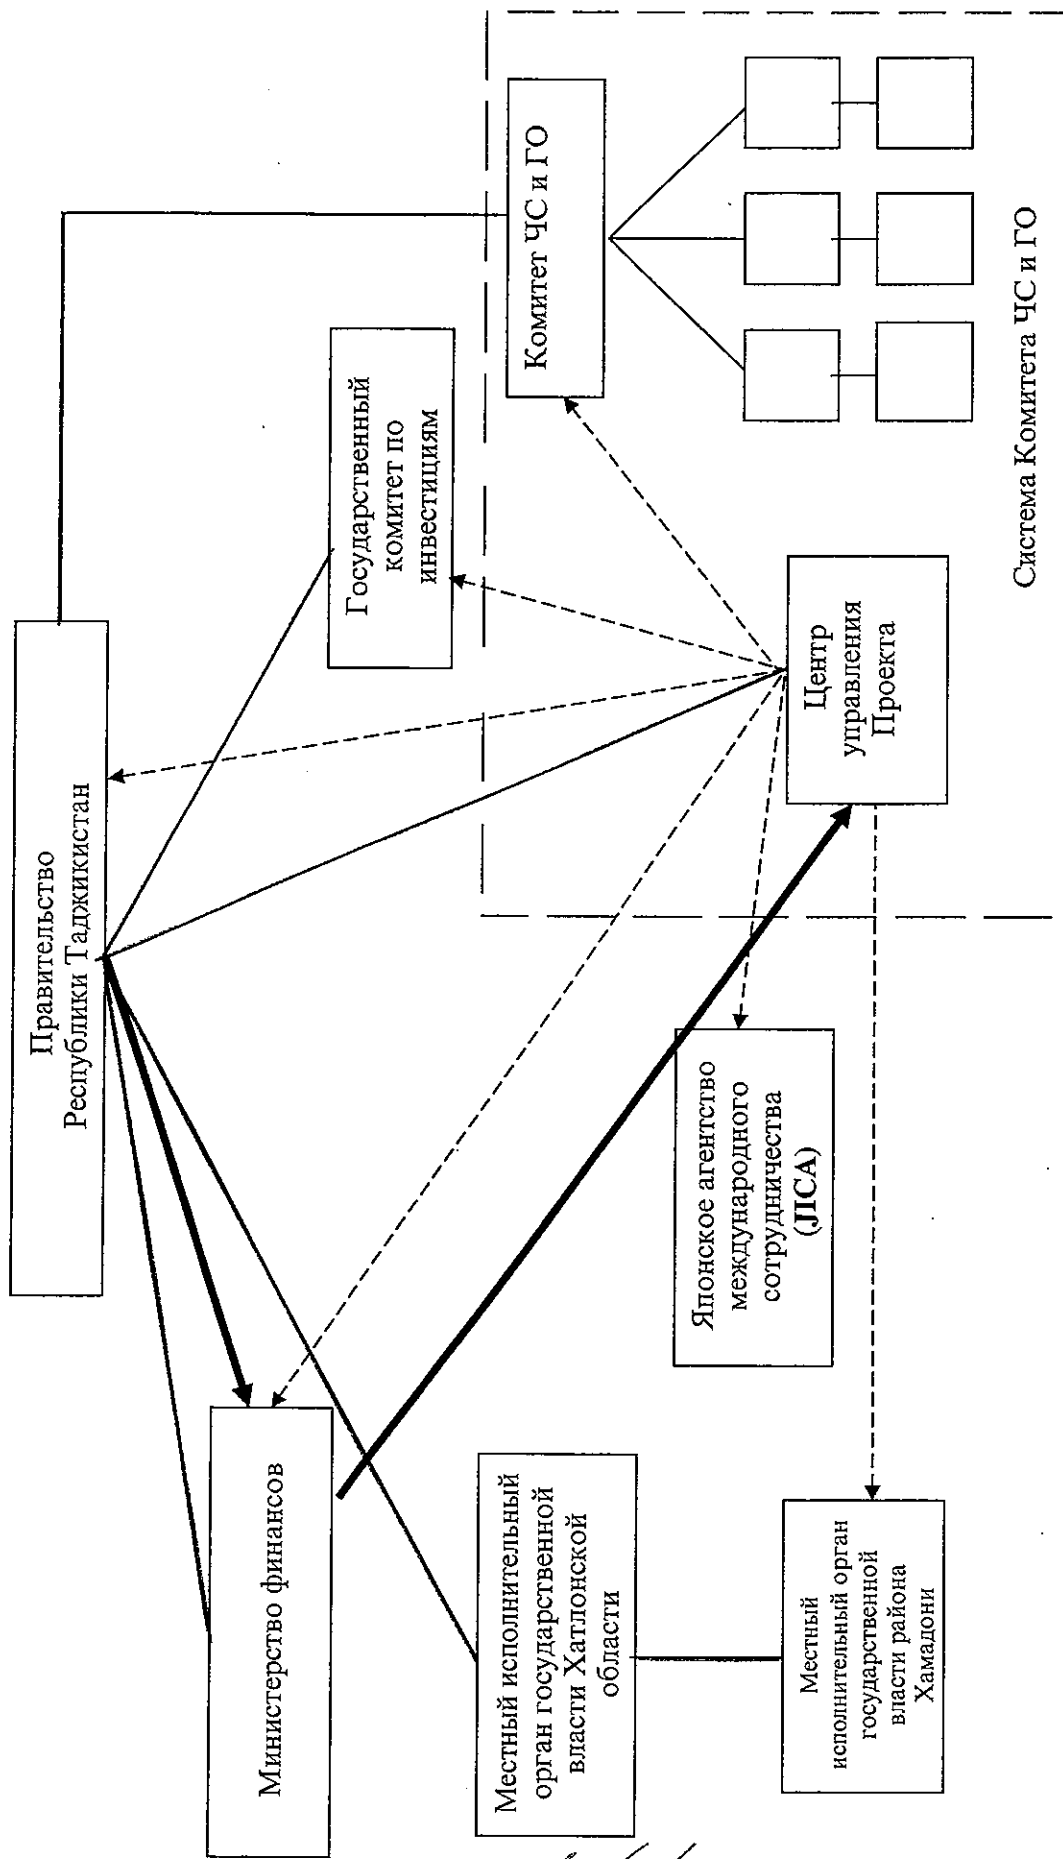 Правительство
Республики Таджикистан
Министерство финансов
Государственный
комитет по
инвестициям
Местный исполнительный
орган государственной
власти Хатлонской
области
Комитет ЧС и ГО
Японское агентство
международного
сотрудничества
(JICA)
Местный
исполнительный орган
государственной
власти района
Хамадони
Центр
управления
Проекта
Система Комитета ЧС и ГО